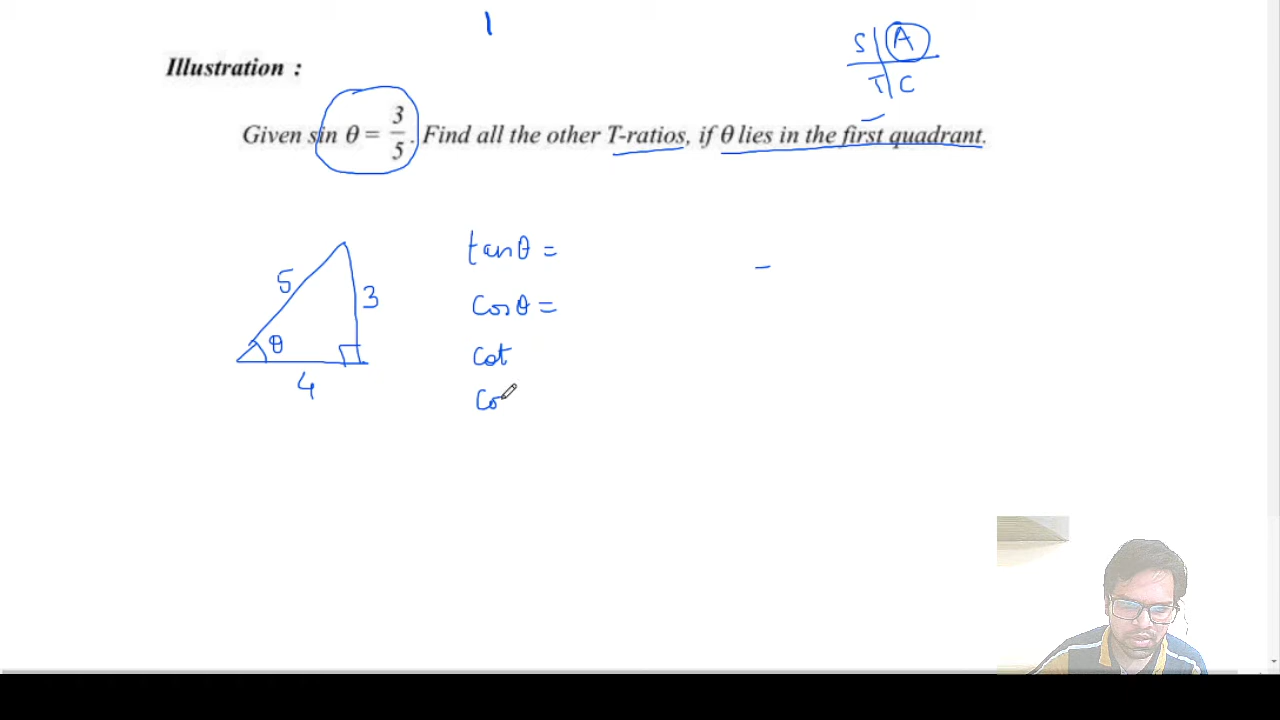 1
S A
T C
Illustration :
Given sin θ = 3/5. Find all the other T-ratios, if θ lies in the first quadrant.
5
3
θ
4
tanθ =
cosθ =
cot
co